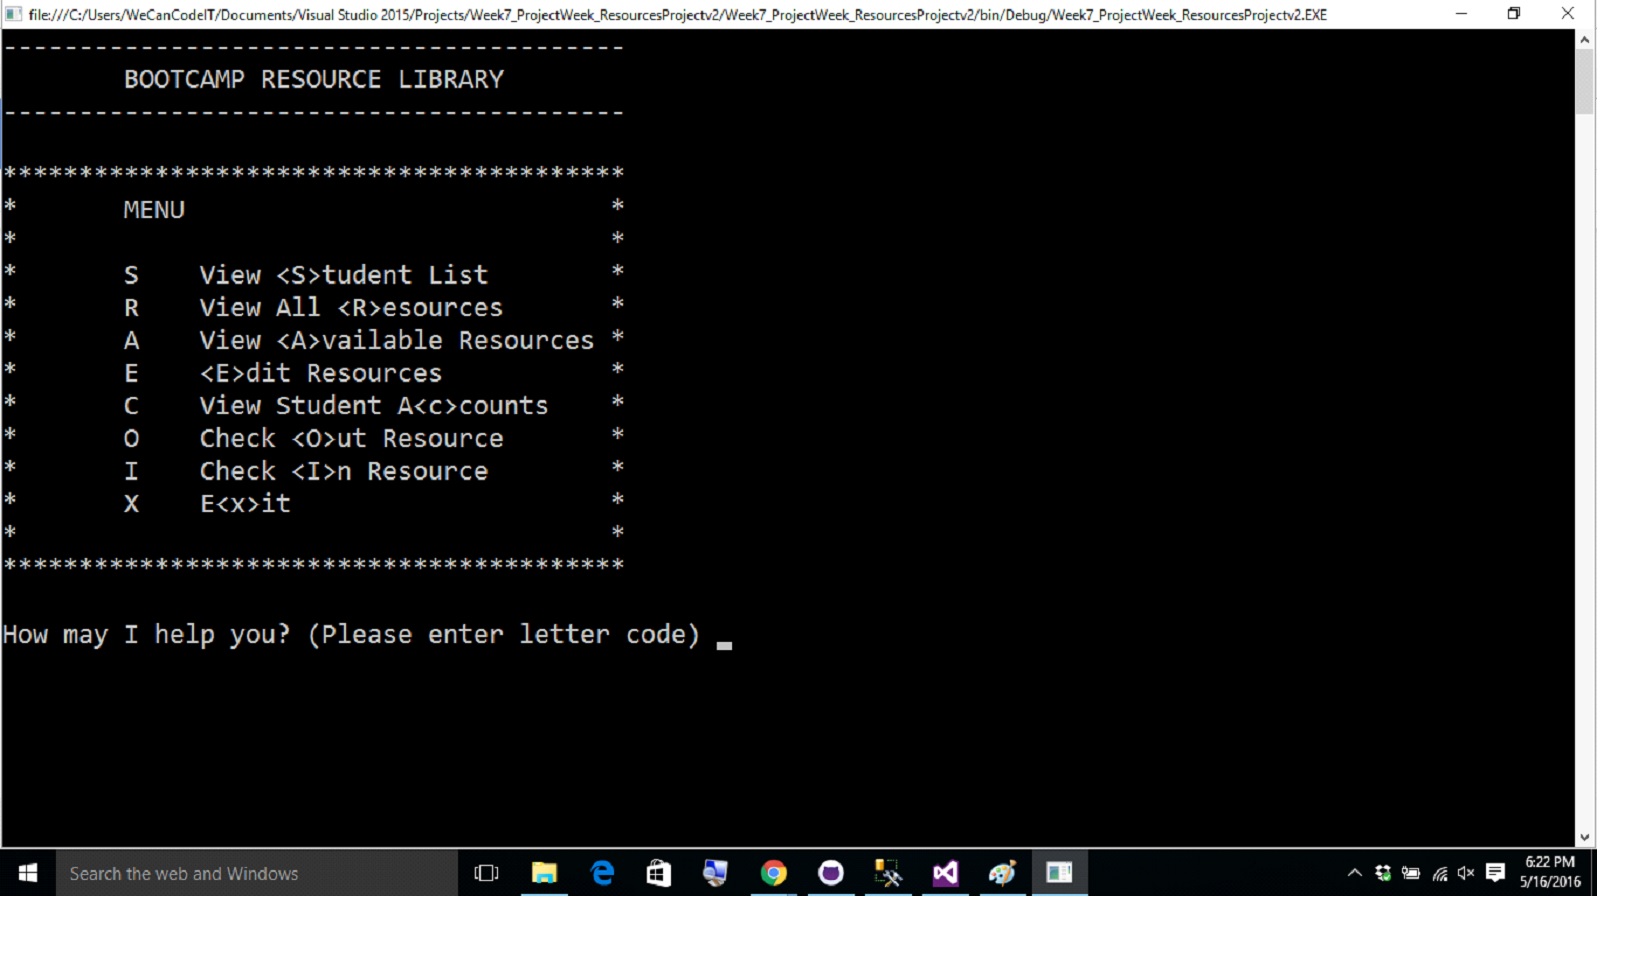 file:///C:/Users/WeCanCodeIT/Documents/Visual Studio 2015/Projects/Week7_ProjectWeek_ResourcesProjectv2/Week7_ProjectWeek_ResourcesProjectv2/bin/Debug/Week7_ProjectWeek_ResourcesProjectv2.EXE
-----------------------------------------
BOOTCAMP RESOURCE LIBRARY
-----------------------------------------
*****************************************
* MENU *
* *
* S View <S>tudent List *
* R View All <R>esources *
* A View <A>vailable Resources *
* E <E>dit Resources *
* C View Student A<c>counts *
* O Check <O>ut Resource *
* I Check <I>n Resource *
* X E<x>it *
* *
*****************************************
How may I help you? (Please enter letter code) _
Search the web and Windows
6:22 PM
5/16/2016